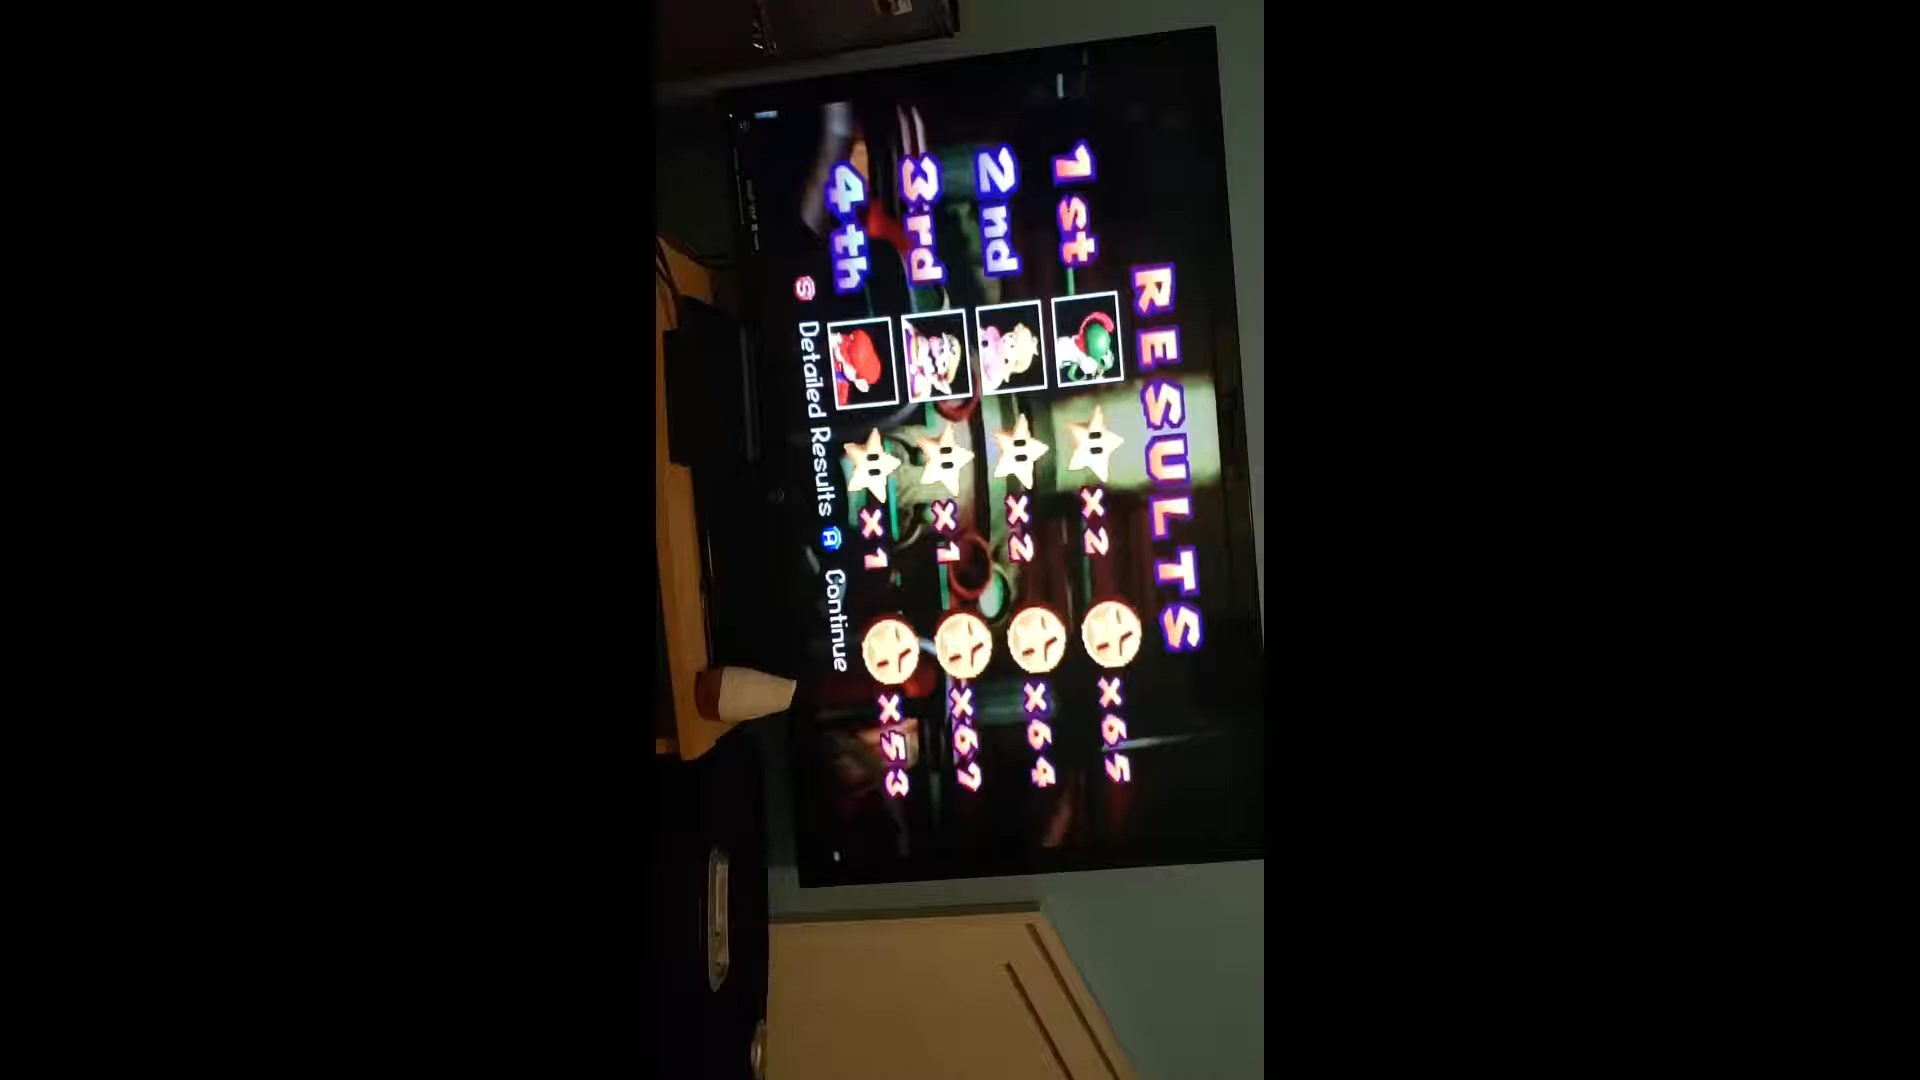 RESULTS
1st ×2 ×65
2nd ×2 ×64
3rd ×1 ×67
4th ×1 ×53
S Detailed Results A Continue